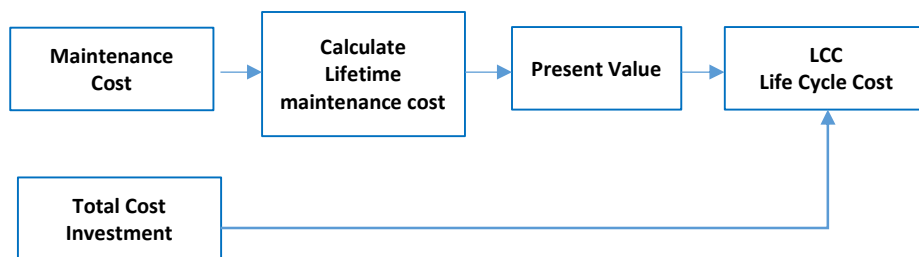 Maintenance
Cost
Calculate
Lifetime
maintenance cost
Present Value
LCC
Life Cycle Cost
Total Cost
Investment